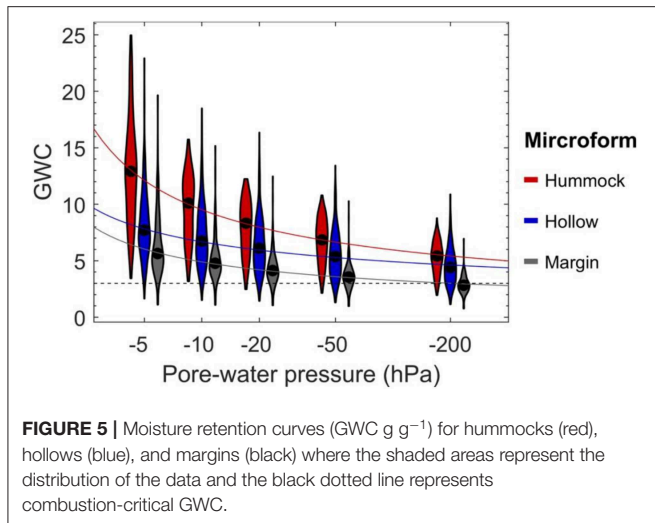 25
20
15
10
5
0
GWC
-5 -10 -20 -50 -200
Pore-water pressure (hPa)
Mircroform
Hummock
Hollow
Margin
FIGURE 5 | Moisture retention curves (GWC g g⁻¹) for hummocks (red),
hollows (blue), and margins (black) where the shaded areas represent the
distribution of the data and the black dotted line represents
combustion-critical GWC.